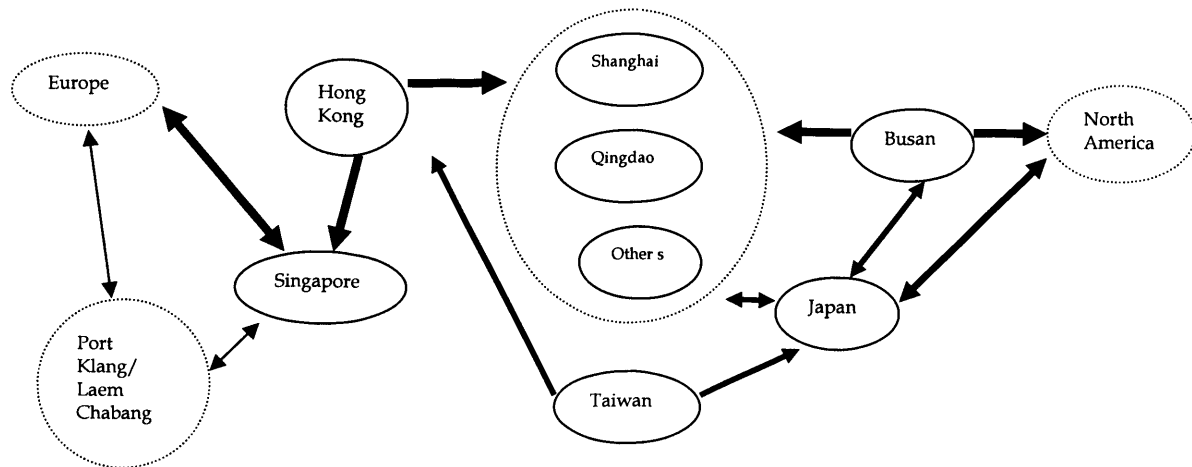 Europe
Hong
Kong
Shanghai
Qingdao
Other s
Busan
North
America
Singapore
Japan
Port
Klang/
Laem
Chabang
Taiwan